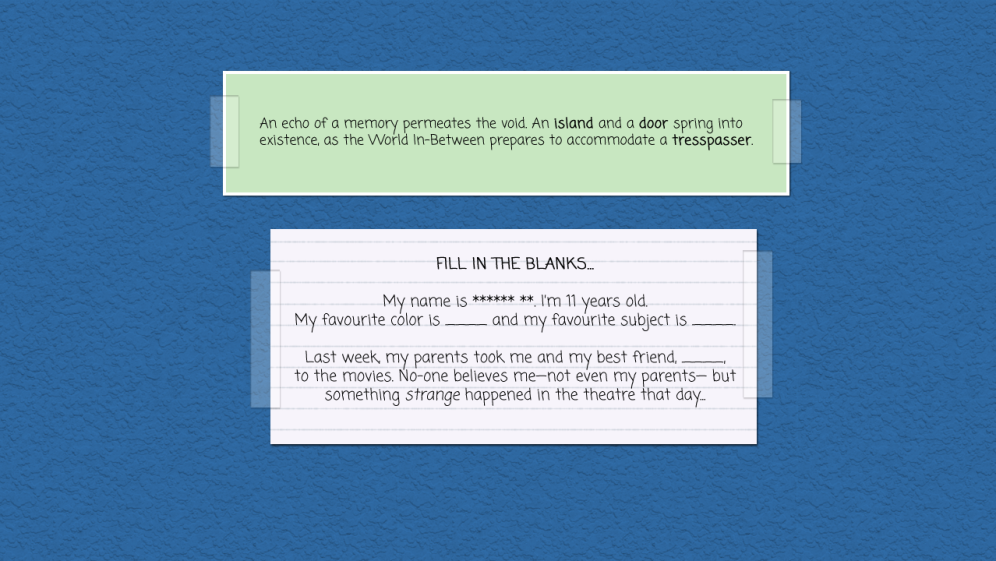 An echo of a memory permeates the void. An island and a door spring into
existence, as the World In-Between prepares to accommodate a tresspasser.
FILL IN THE BLANKS...
My name is ****** **. I'm 11 years old.
My favourite color is _____ and my favourite subject is _____
Last week, my parents took me and my best friend, _____,
to the movies. No-one believes me—not even my parents— but
something strange happened in the theatre that day...